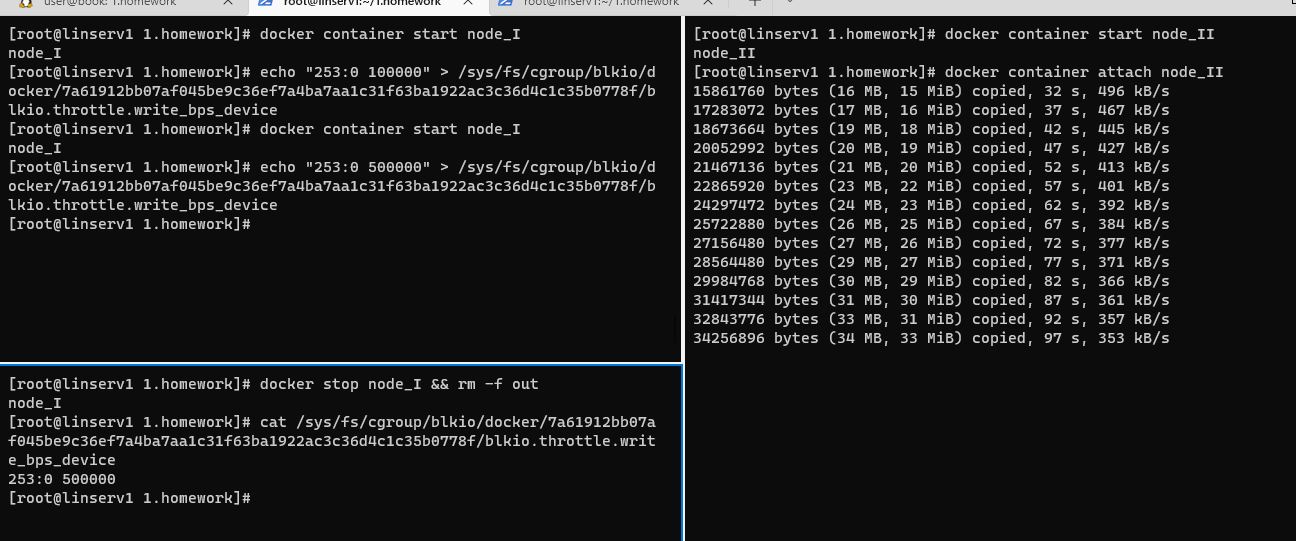 user@book: 1.homework
root@linserv1:~/1.homework
root@linserv1:~/1.homework
[root@linserv1 1.homework]# docker container start node_I
node_I
[root@linserv1 1.homework]# echo "253:0 100000" > /sys/fs/cgroup/blkio/d
ocker/7a61912bb07af045be9c36ef7a4ba7aa1c31f63ba1922ac3c36d4c1c35b0778f/b
lkio.throttle.write_bps_device
[root@linserv1 1.homework]# docker container start node_I
node_I
[root@linserv1 1.homework]# echo "253:0 500000" > /sys/fs/cgroup/blkio/d
ocker/7a61912bb07af045be9c36ef7a4ba7aa1c31f63ba1922ac3c36d4c1c35b0778f/b
lkio.throttle.write_bps_device
[root@linserv1 1.homework]#
[root@linserv1 1.homework]# docker stop node_I && rm -f out
node_I
[root@linserv1 1.homework]# cat /sys/fs/cgroup/blkio/docker/7a61912bb07a
f045be9c36ef7a4ba7aa1c31f63ba1922ac3c36d4c1c35b0778f/blkio.throttle.writ
e_bps_device
253:0 500000
[root@linserv1 1.homework]#
[root@linserv1 1.homework]# docker container start node_II
node_II
[root@linserv1 1.homework]# docker container attach node_II
15861760 bytes (16 MB, 15 MiB) copied, 32 s, 496 kB/s
17283072 bytes (17 MB, 16 MiB) copied, 37 s, 467 kB/s
18673664 bytes (19 MB, 18 MiB) copied, 42 s, 445 kB/s
20052992 bytes (20 MB, 19 MiB) copied, 47 s, 427 kB/s
21467136 bytes (21 MB, 20 MiB) copied, 52 s, 413 kB/s
22865920 bytes (23 MB, 22 MiB) copied, 57 s, 401 kB/s
24297472 bytes (24 MB, 23 MiB) copied, 62 s, 392 kB/s
25722880 bytes (26 MB, 25 MiB) copied, 67 s, 384 kB/s
27156480 bytes (27 MB, 26 MiB) copied, 72 s, 377 kB/s
28564480 bytes (29 MB, 27 MiB) copied, 77 s, 371 kB/s
29984768 bytes (30 MB, 29 MiB) copied, 82 s, 366 kB/s
31417344 bytes (31 MB, 30 MiB) copied, 87 s, 361 kB/s
32843776 bytes (33 MB, 31 MiB) copied, 92 s, 357 kB/s
34256896 bytes (34 MB, 33 MiB) copied, 97 s, 353 kB/s